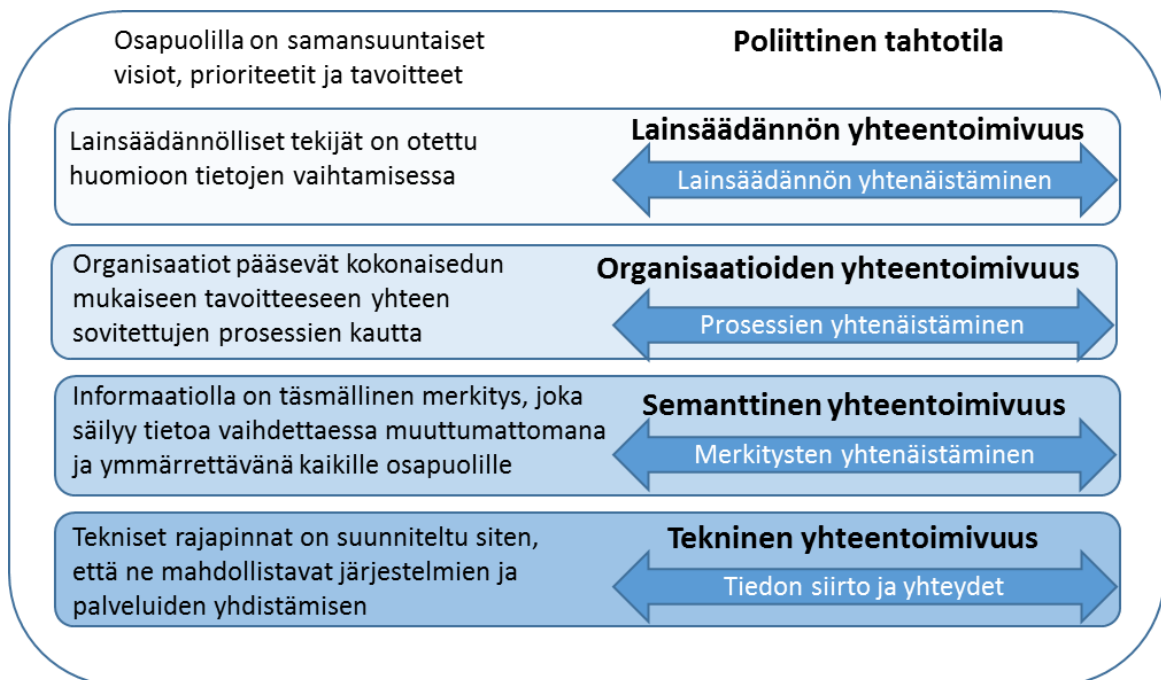 Osapuolilla on samansuuntaiset
visiot, prioriteetit ja tavoitteet
Poliittinen tahtotila
Lainsäädännölliset tekijät on otettu
huomioon tietojen vaihtamisessa
Lainsäädännön yhteentoimivuus
Lainsäädännön yhtenäistäminen
Organisaatiot pääsevät kokonaisedun
mukaiseen tavoitteeseen yhteen
sovitettujen prosessien kautta
Organisaatioiden yhteentoimivuus
Prosessien yhtenäistäminen
Informaatiolla on täsmällinen merkitys, joka
säilyy tietoa vaihdettaessa muuttumattomana
ja ymmärrettävänä kaikille osapuolille
Semanttinen yhteentoimivuus
Merkitysten yhtenäistäminen
Tekniset rajapinnat on suunniteltu siten,
että ne mahdollistavat järjestelmien ja
palveluiden yhdistämisen
Tekninen yhteentoimivuus
Tiedon siirto ja yhteydet